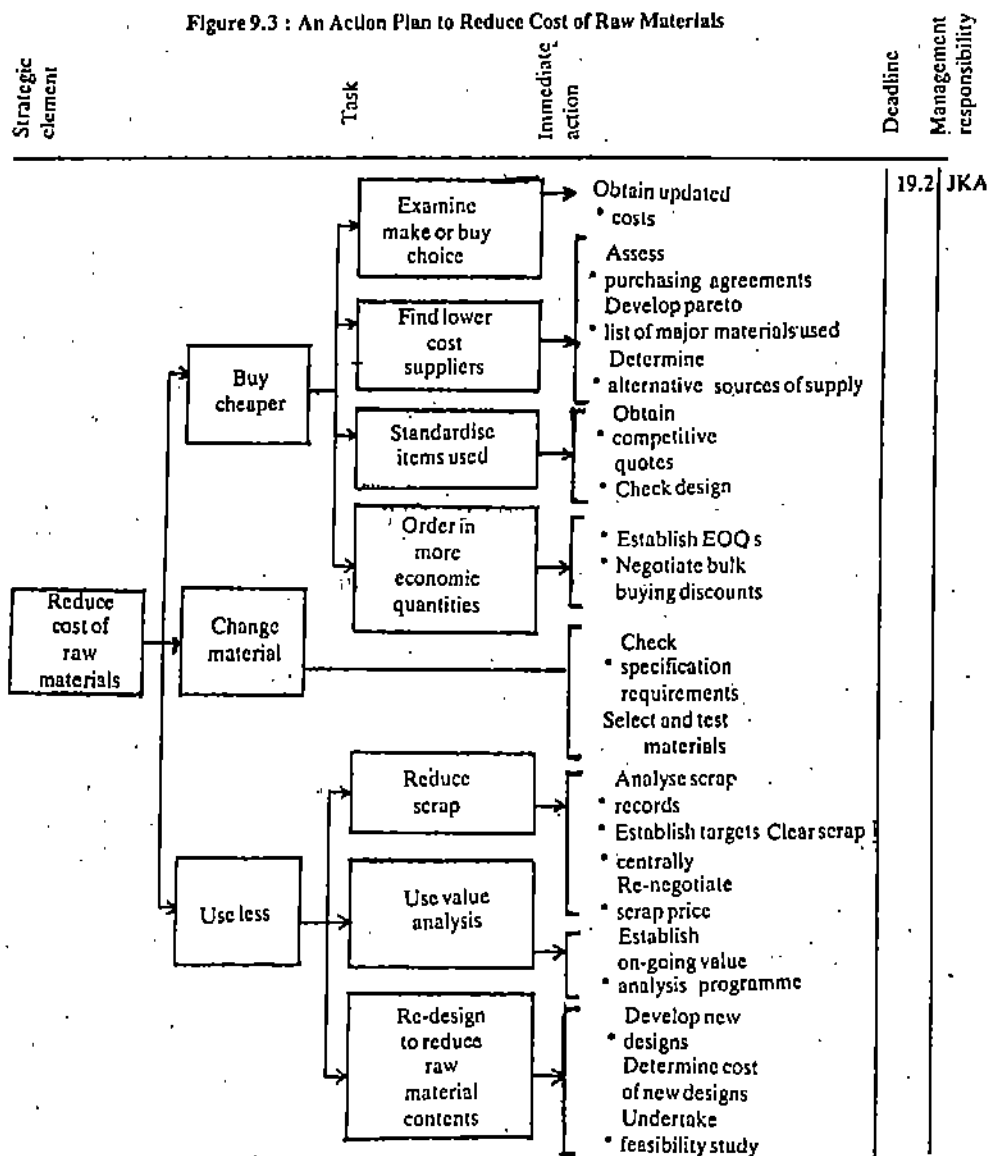 Figure 9.3 : An Action Plan to Reduce Cost of Raw Materials
Strategic
element
Task
Immediate
action
Deadline
Management
responsibility
19.2 JKA
Examine
make or buy
choice
Obtain updated
• costs
Find lower
cost
suppliers
Assess
• purchasing agreements
Develop pareto
• list of major materials used
Determine
• alternative sources of supply
Buy
cheaper
Standardise
items used
Obtain
• competitive
quotes
• Check design
Order in
more
economic
quantities
• Establish EOQs
• Negotiate bulk
buying discounts
Reduce
cost of
raw
materials
Change
material
Check
• specification
requirements
Select and test
materials
Reduce
scrap
Analyse scrap
• records
• Establish targets Clear scrap
• centrally
Re-negotiate
• scrap price
Use less
Use value
analysis
Establish
on-going value
• analysis programme
Re-design
to reduce
raw
material
contents
Develop new
• designs
Determine cost
of new designs
Undertake
• feasibility study